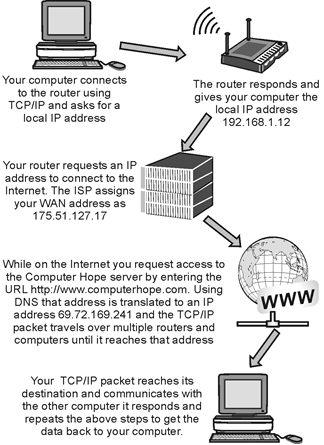 Your computer connects
to the router using
TCP/IP and asks for a
local IP address
The router responds and
gives your computer the
local IP address
192.168.1.12
Your router requests an IP
address to connect to the
Internet. The ISP assigns
your WAN address as
175.51.127.17
While on the Internet you request access to
the Computer Hope server by entering the
URL http://www.computerhope.com. Using
DNS that address is translated to an IP
address 69.72.169.241 and the TCP/IP
packet travels over multiple routers and
computers until it reaches that address
WWW
Your TCP/IP packet reaches its
destination and communicates with
the other computer it responds and
repeats the above steps to get the
data back to your computer.